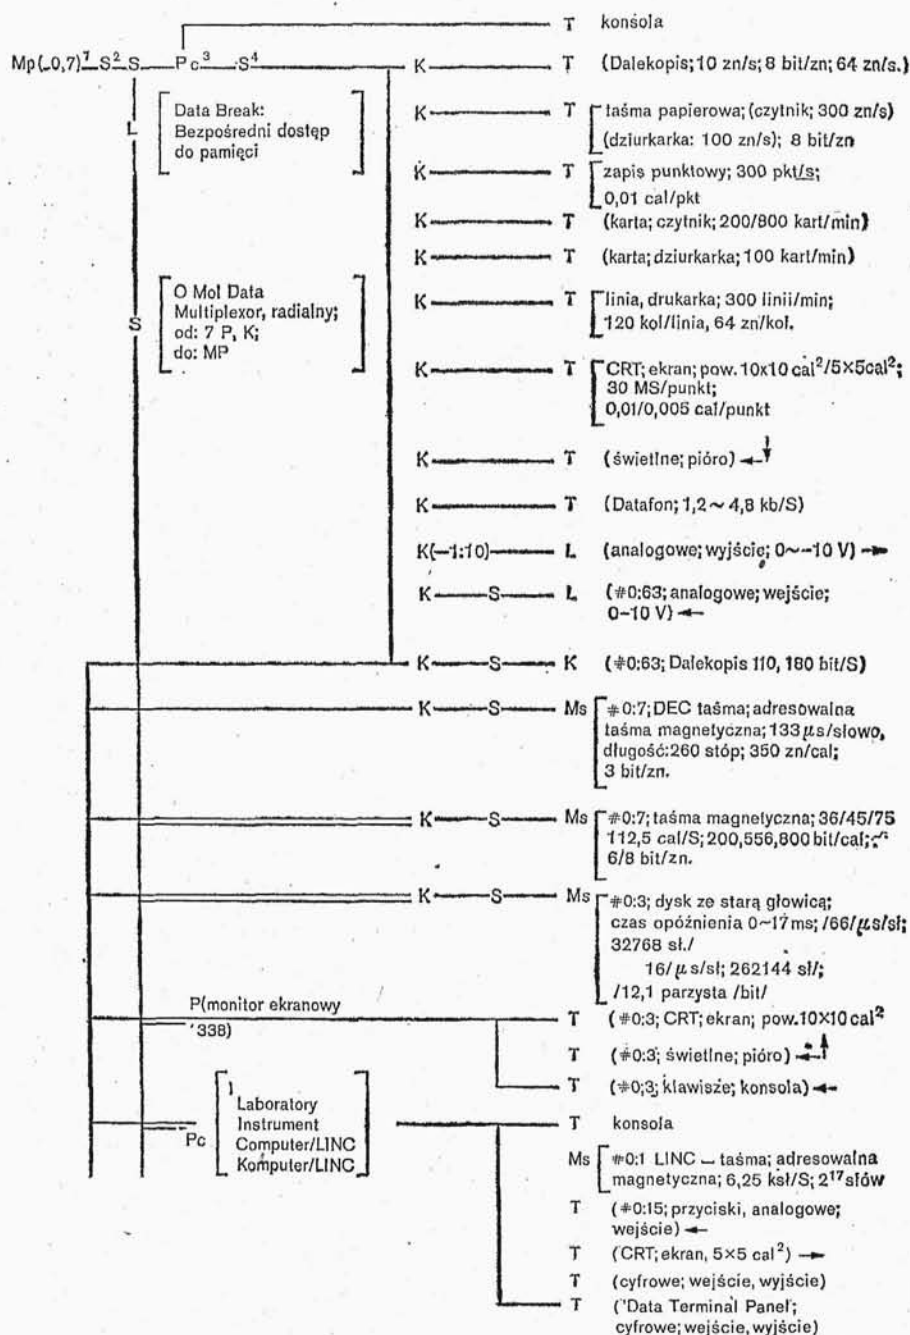 T konsola
Mp(0,7)¹ S² S Pc³ S⁴ K T (Dalekopis; 10 zn/s; 8 bit/zn; 64 zn/s.)
L
Data Break:
Bezpośredni dostęp
do pamięci
K T taśma papierowa; (czytnik; 300 zn/s)
(dziurkarka: 100 zn/s); 8 bit/zn
K T zapis punktowy; 300 pkt/s;
0,01 cal/pkt
K T (karta; czytnik; 200/800 kart/min)
K T (karta; dziurkarka; 100 kart/min)
S
O Mol Data
Multiplexor, radialny;
od: 7 P, K;
do: MP
K T linia, drukarka; 300 linii/min;
120 kol/linia, 64 zn/kol.
K T CRT; ekran; pow. 10x10 cal²/5×5cal²;
30 MS/punkt;
0,01/0,005 cal/punkt
K T (świetlne; pióro)
K T (Datafon; 1,2~4,8 kb/S)
K(—1:10) L (analogowe; wyjście; 0~-10 V)
K S L (#0:63; analogowe; wejście;
0-10 V)
K S K (#0:63; Dalekopis 110, 180 bit/S)
K S Ms #0:7; DEC taśma; adresowalna
taśma magnetyczna; 133 μs/słowo,
długość: 260 stóp; 350 zn/cal;
3 bit/zn.
K S Ms #0:7; taśma magnetyczna; 36/45/75
112,5 cal/S; 200,556,800 bit/cal;
6/8 bit/zn.
K S Ms #0:3; dysk ze starą głowicą;
czas opóźnienia 0~17ms; /66/μs/sł;
32768 sł./
16/μs/sł; 262144 sł/;
/12,1 parzysta /bit/
P(monitor ekranowy
'338)
T (#0:3; CRT; ekran; pow. 10X10 cal²
T (#0:3; świetlne; pióro)
T (#0;3; klawisze; konsola)
Pc
1
Laboratory
Instrument
Computer/LINC
Komputer/LINC
T konsola
Ms #0:1 LINC — taśma; adresowalna
magnetyczna; 6,25 ksł/S; 2¹⁷ słów
T (#0:15; przyciski, analogowe;
wejście)
T (CRT; ekran, 5×5 cal²)
T (cyfrowe; wejście, wyjście)
T ('Data Terminal Panel';
cyfrowe; wejście, wyjście)